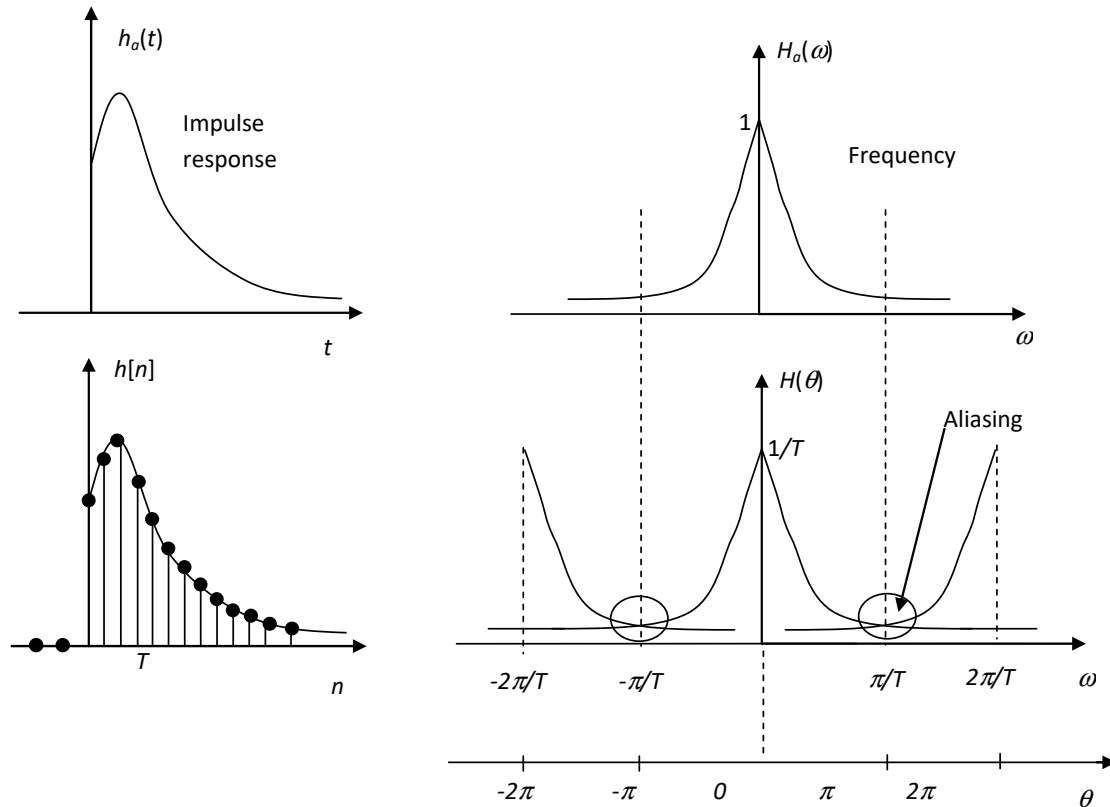 hₐ(t)
Impulse
response
t
Hₐ(ω)
1
Frequency
ω
h[n]
T
n
H(θ)
Aliasing
1/T
-2π/T -π/T π/T 2π/T ω
-2π -π 0 π 2π θ